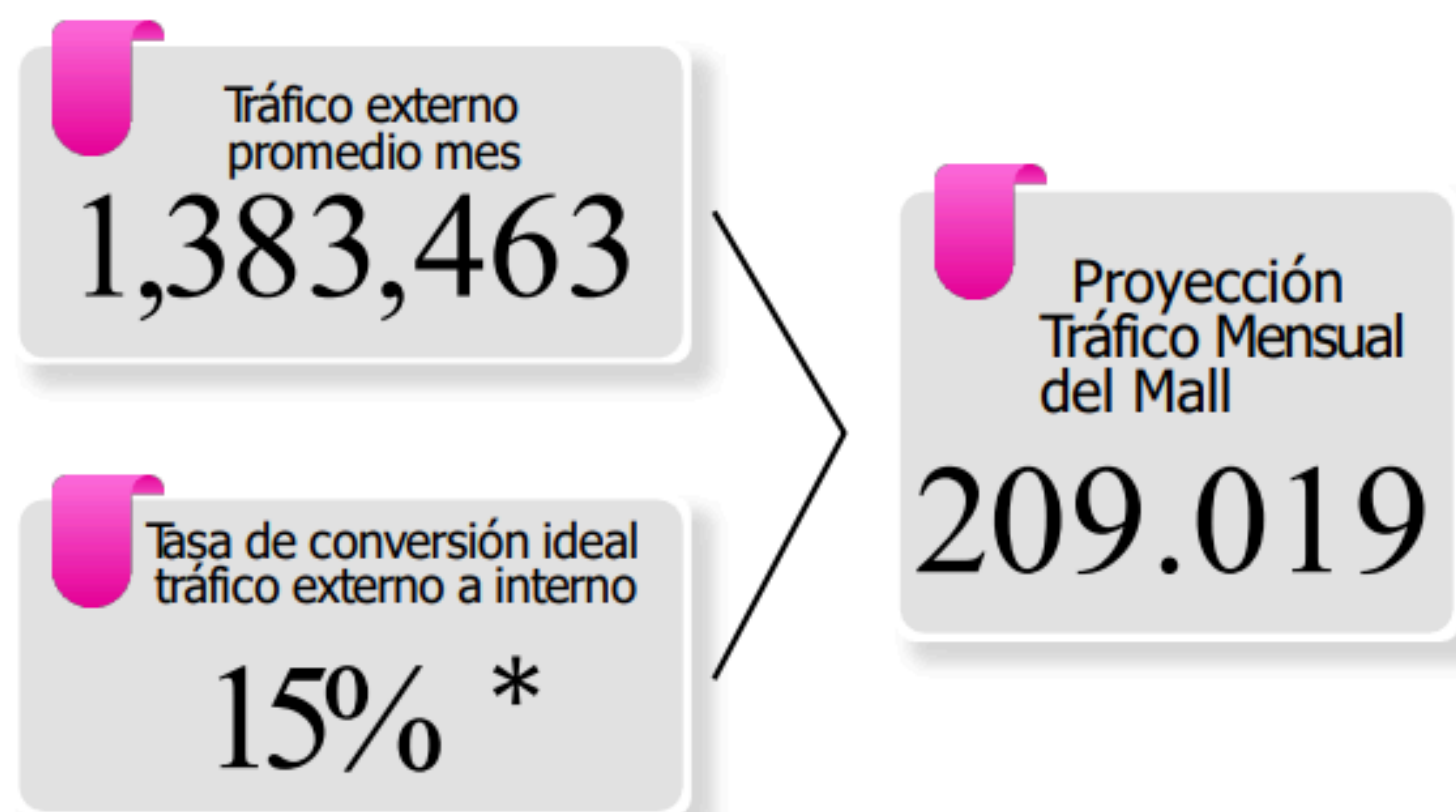 Tráfico externo
promedio mes
1,383,463
Tasa de conversión ideal
tráfico externo a interno
15% *
Proyección
Tráfico Mensual
del Mall
209.019